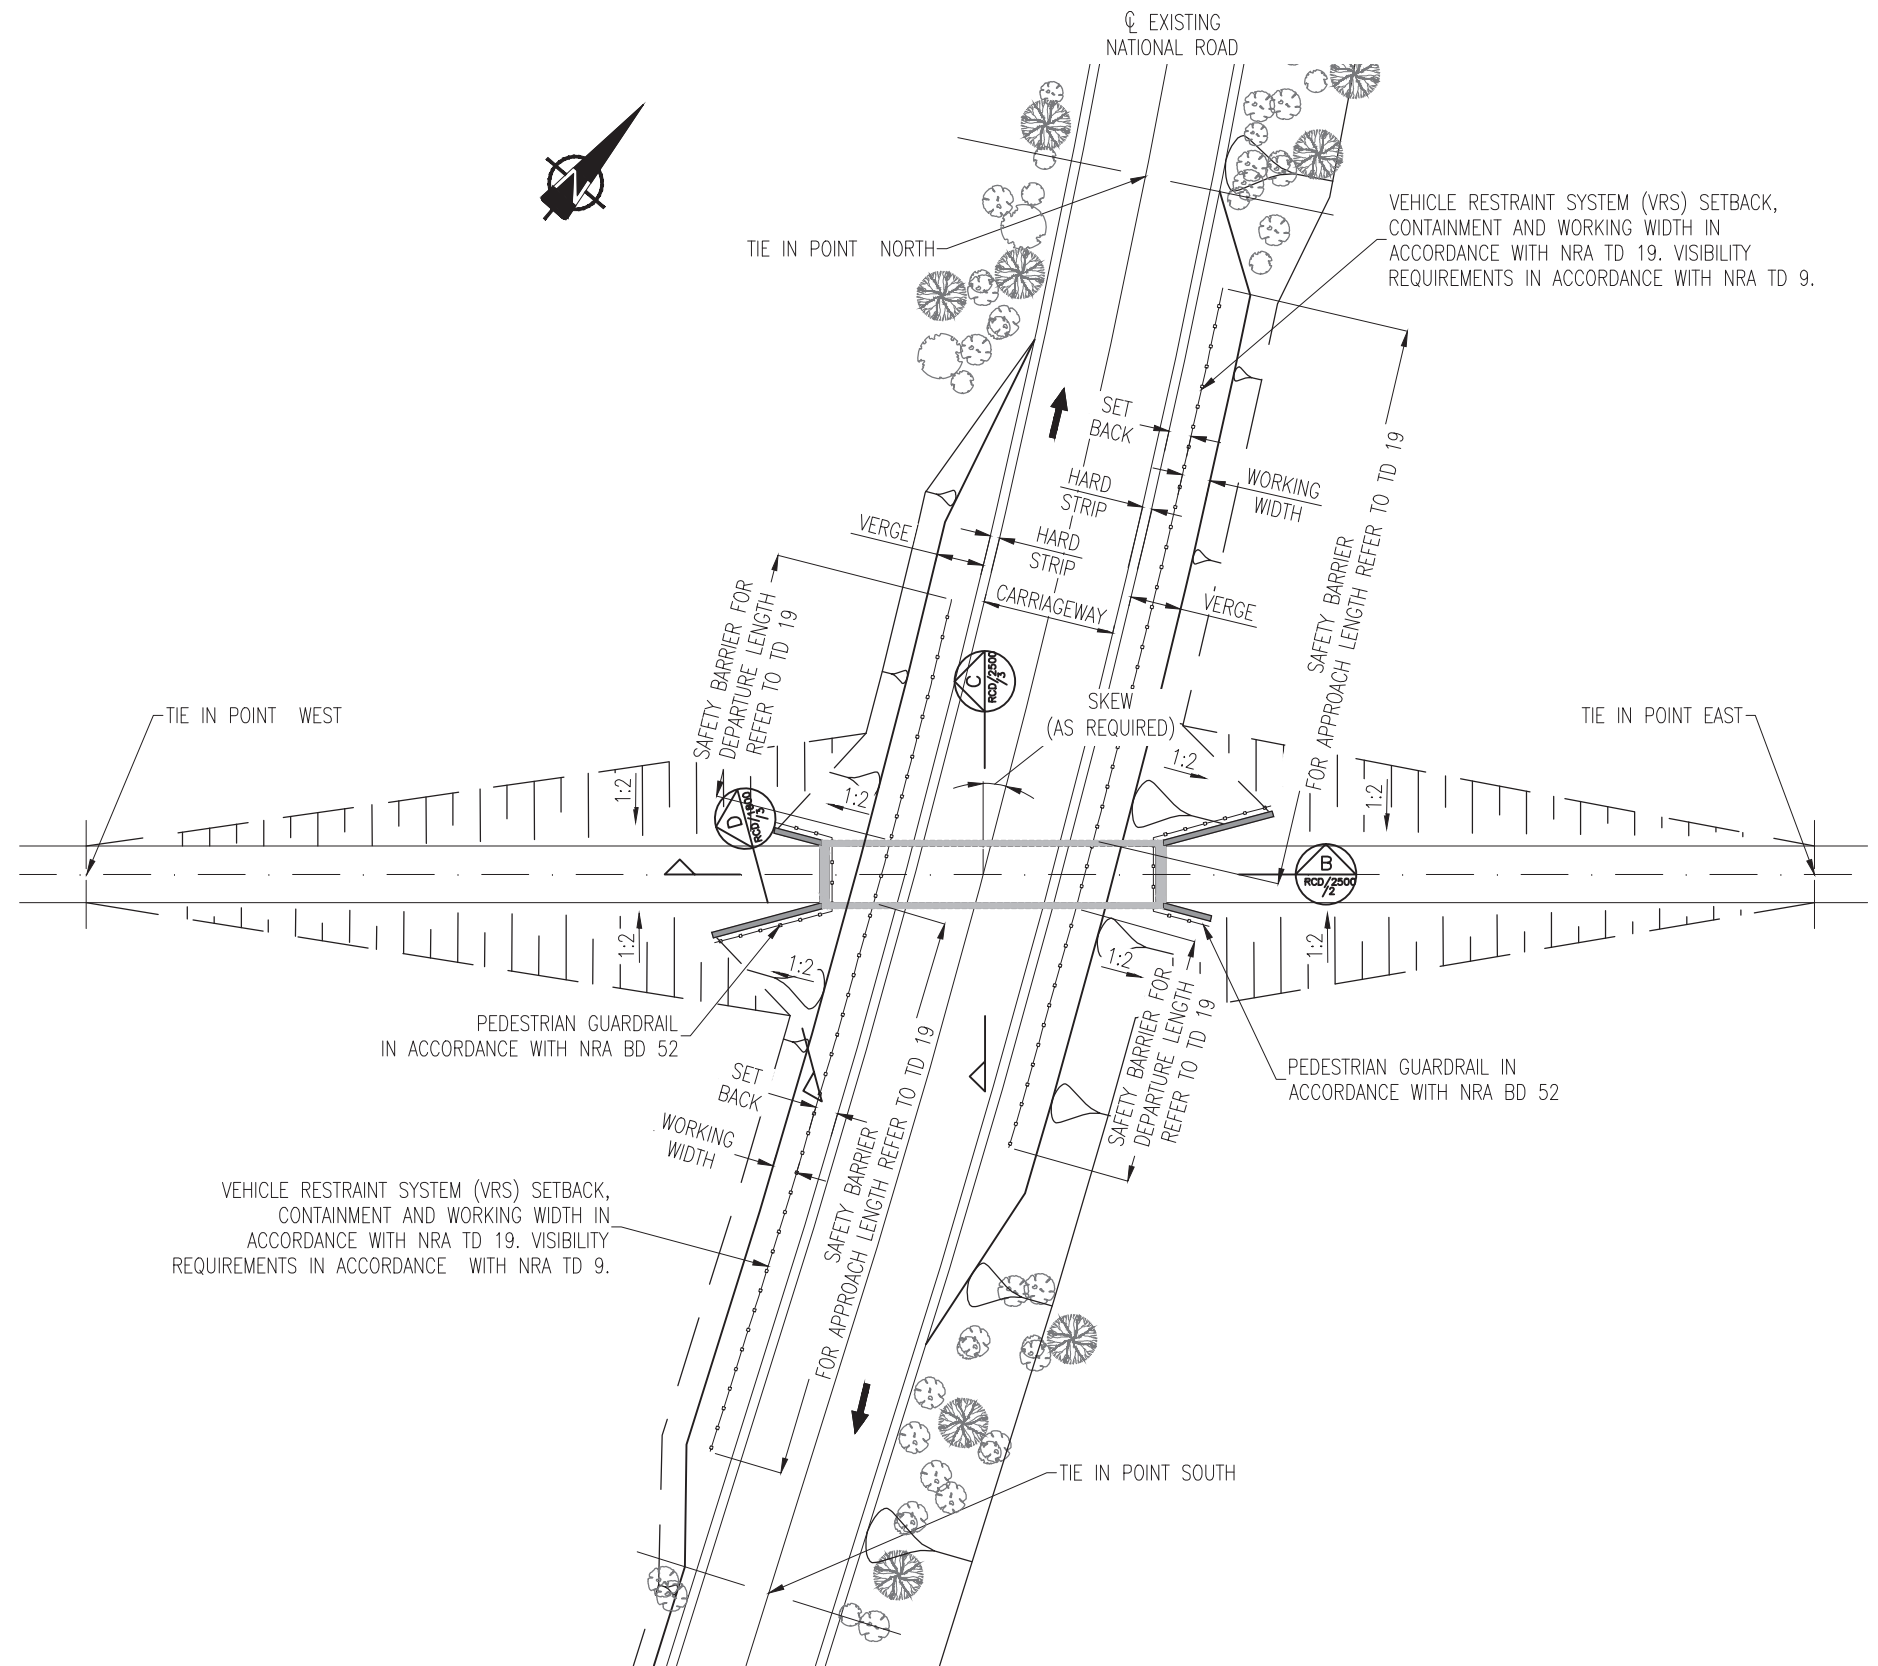 ℄ EXISTING
NATIONAL ROAD
N
TIE IN POINT NORTH
VEHICLE RESTRAINT SYSTEM (VRS) SETBACK,
CONTAINMENT AND WORKING WIDTH IN
ACCORDANCE WITH NRA TD 19. VISIBILITY
REQUIREMENTS IN ACCORDANCE WITH NRA TD 9.
SET
BACK
HARD
STRIP
WORKING
WIDTH
VERGE
HARD
STRIP
CARRIAGEWAY
VERGE
SAFETY BARRIER
FOR APPROACH LENGTH REFER TO TD 19
SAFETY BARRIER FOR
DEPARTURE LENGTH
REFER TO TD 19
C
RCD/2500
/3
SKEW
(AS REQUIRED)
TIE IN POINT WEST
TIE IN POINT EAST
1:2
1:2
1:2
1:2
D
RCD/1800
/3
B
RCD/2500
/2
1:2
1:2
1:2
1:2
PEDESTRIAN GUARDRAIL
IN ACCORDANCE WITH NRA BD 52
PEDESTRIAN GUARDRAIL IN
ACCORDANCE WITH NRA BD 52
SAFETY BARRIER FOR
DEPARTURE LENGTH
REFER TO TD 19
SET
BACK
WORKING
WIDTH
SAFETY BARRIER
FOR APPROACH LENGTH REFER TO TD 19
VEHICLE RESTRAINT SYSTEM (VRS) SETBACK,
CONTAINMENT AND WORKING WIDTH IN
ACCORDANCE WITH NRA TD 19. VISIBILITY
REQUIREMENTS IN ACCORDANCE WITH NRA TD 9.
TIE IN POINT SOUTH